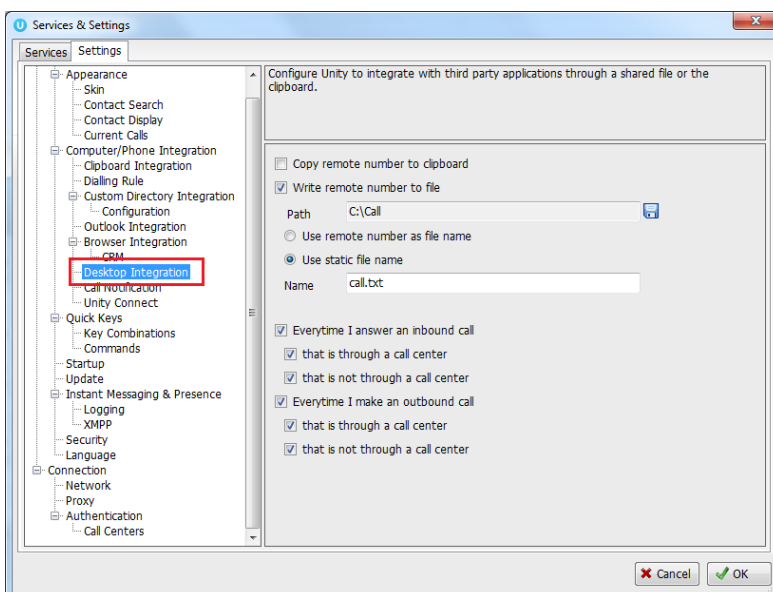 Services & Settings
Services Settings
Appearance
Skin
Contact Search
Contact Display
Current Calls
Computer/Phone Integration
Clipboard Integration
Dialling Rule
Custom Directory Integration
Configuration
Outlook Integration
Browser Integration
CRM
Desktop Integration
Call Notification
Unity Connect
Quick Keys
Key Combinations
Commands
Startup
Update
Instant Messaging & Presence
Logging
XMPP
Security
Language
Connection
Network
Proxy
Authentication
Call Centers
Configure Unity to integrate with third party applications through a shared file or the
clipboard.
Copy remote number to clipboard
Write remote number to file
Path C:\Call
Use remote number as file name
Use static file name
Name call.txt
Everytime I answer an inbound call
that is through a call center
that is not through a call center
Everytime I make an outbound call
that is through a call center
that is not through a call center
Cancel OK